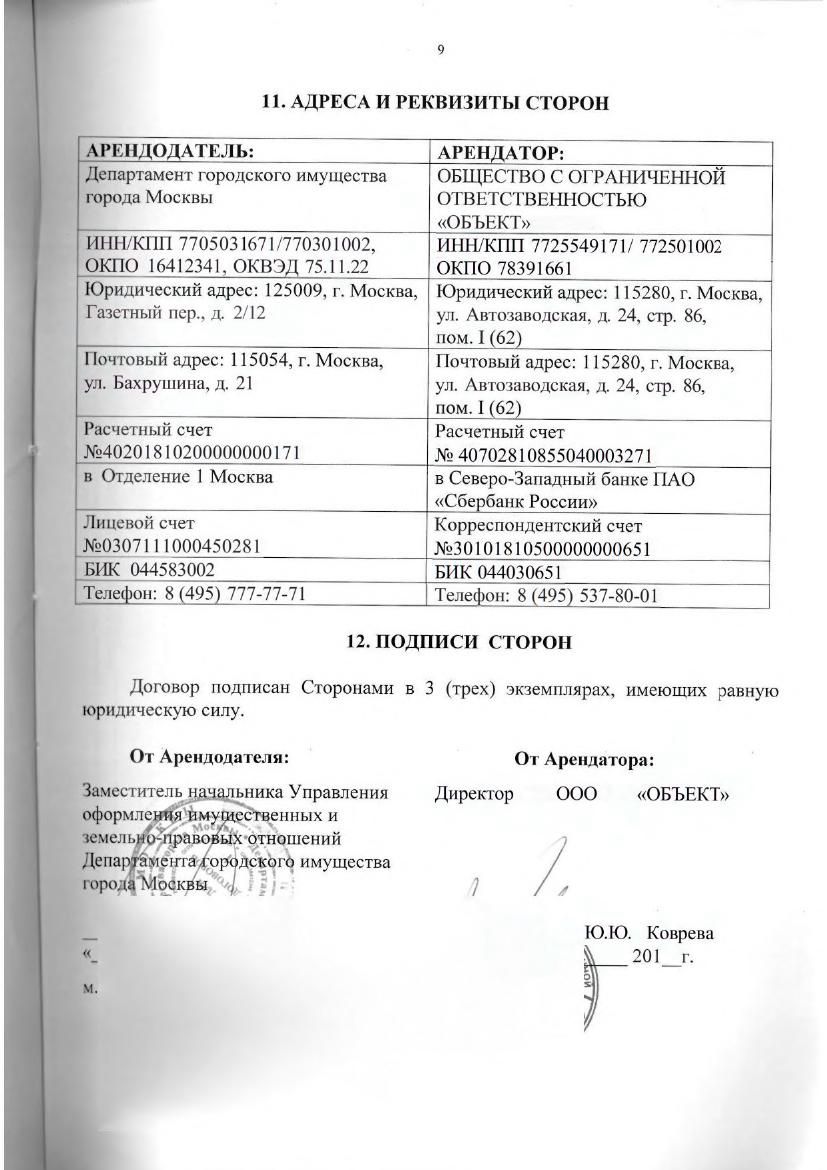 9
11. АДРЕСА И РЕКВИЗИТЫ СТОРОН
АРЕНДОДАТЕЛЬ:
АРЕНДАТОР:
Департамент городского имущества
города Москвы
ОБЩЕСТВО С ОГРАНИЧЕННОЙ
ОТВЕТСТВЕННОСТЬЮ
«ОБЪЕКТ»
ИНН/КПП 7705031671/770301002,
ОКПО 16412341, ОКВЭД 75.11.22
ИНН/КПП 7725549171/ 772501002
ОКПО 78391661
Юридический адрес: 125009, г. Москва,
Газетный пер., д. 2/12
Юридический адрес: 115280, г. Москва,
ул. Автозаводская, д. 24, стр. 86,
пом. I (62)
Почтовый адрес: 115054, г. Москва,
ул. Бахрушина, д. 21
Почтовый адрес: 115280, г. Москва,
ул. Автозаводская, д. 24, стр. 86,
пом. I (62)
Расчетный счет
№40201810200000000171
Расчетный счет
№ 40702810855040003271
в Отделение 1 Москва
в Северо-Западный банке ПАО
«Сбербанк России»
Лицевой счет
№0307111000450281
Корреспондентский счет
№30101810500000000651
БИК 044583002
БИК 044030651
Телефон: 8 (495) 777-77-71
Телефон: 8 (495) 537-80-01
12. ПОДПИСИ СТОРОН
Договор подписан Сторонами в 3 (трех) экземплярах, имеющих равную
юридическую силу.
От Арендодателя:
От Арендатора:
Заместитель начальника Управления
оформления имущественных и
земельно-правовых отношений
Департамента городского имущества
города Москвы
Директор ООО «ОБЪЕКТ»
Ю.Ю. Коврева
«_
____ 201__г.
м.